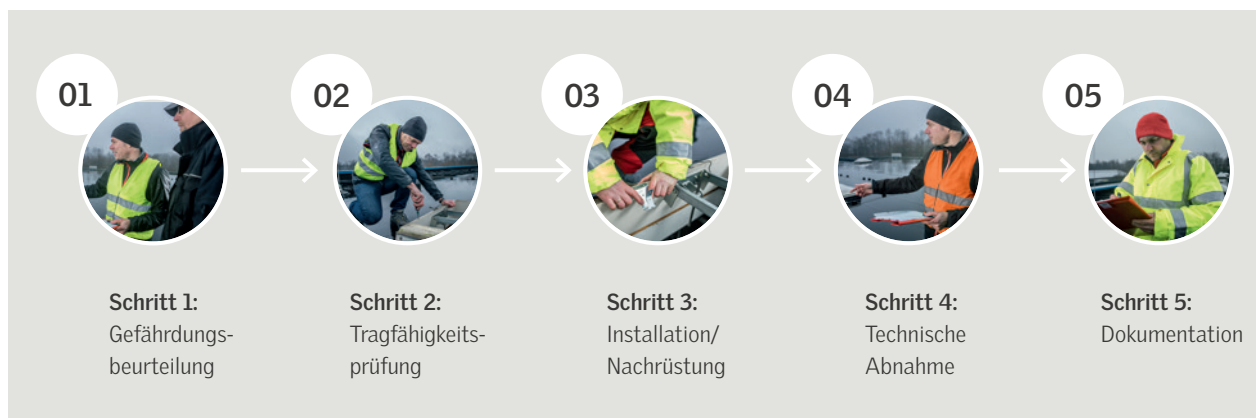 01
02
03
04
05
Schritt 1:
Gefährdungs-
beurteilung
Schritt 2:
Tragfähigkeits-
prüfung
Schritt 3:
Installation/
Nachrüstung
Schritt 4:
Technische
Abnahme
Schritt 5:
Dokumentation